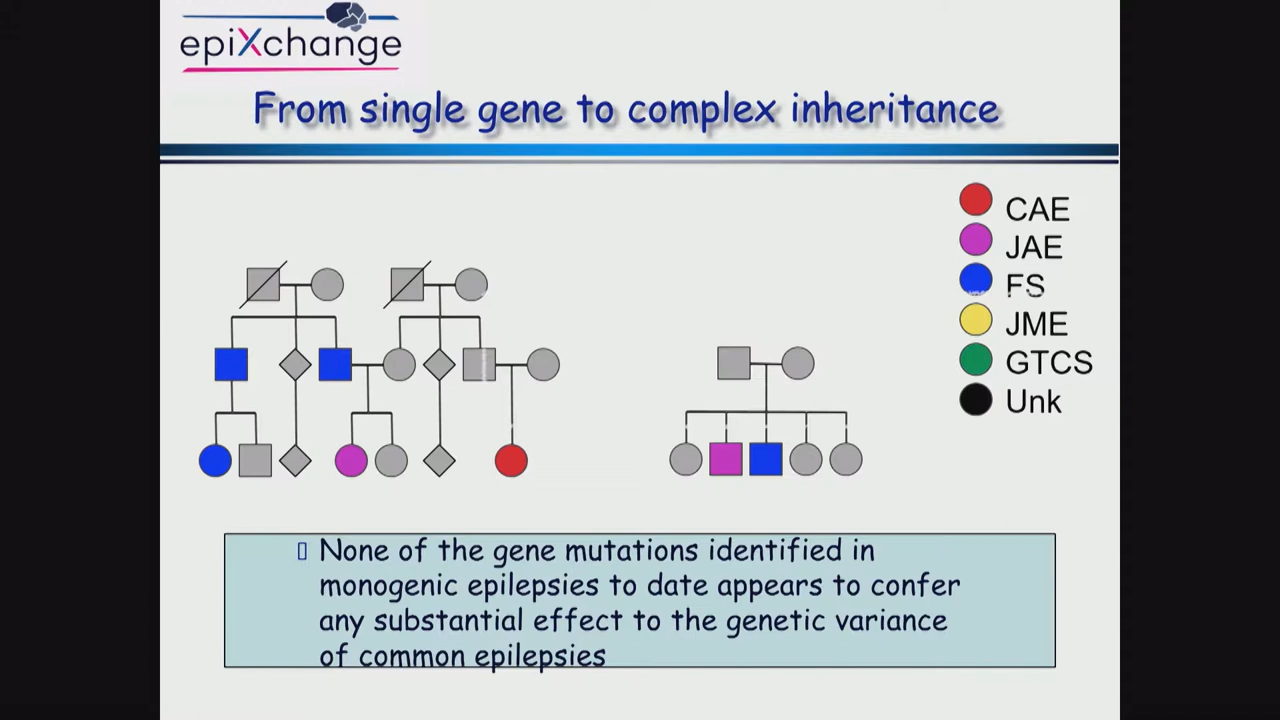 epiXchange
From single gene to complex inheritance
CAE
JAE
FS
JME
GTCS
Unk
None of the gene mutations identified in
monogenic epilepsies to date appears to confer
any substantial effect to the genetic variance
of common epilepsies